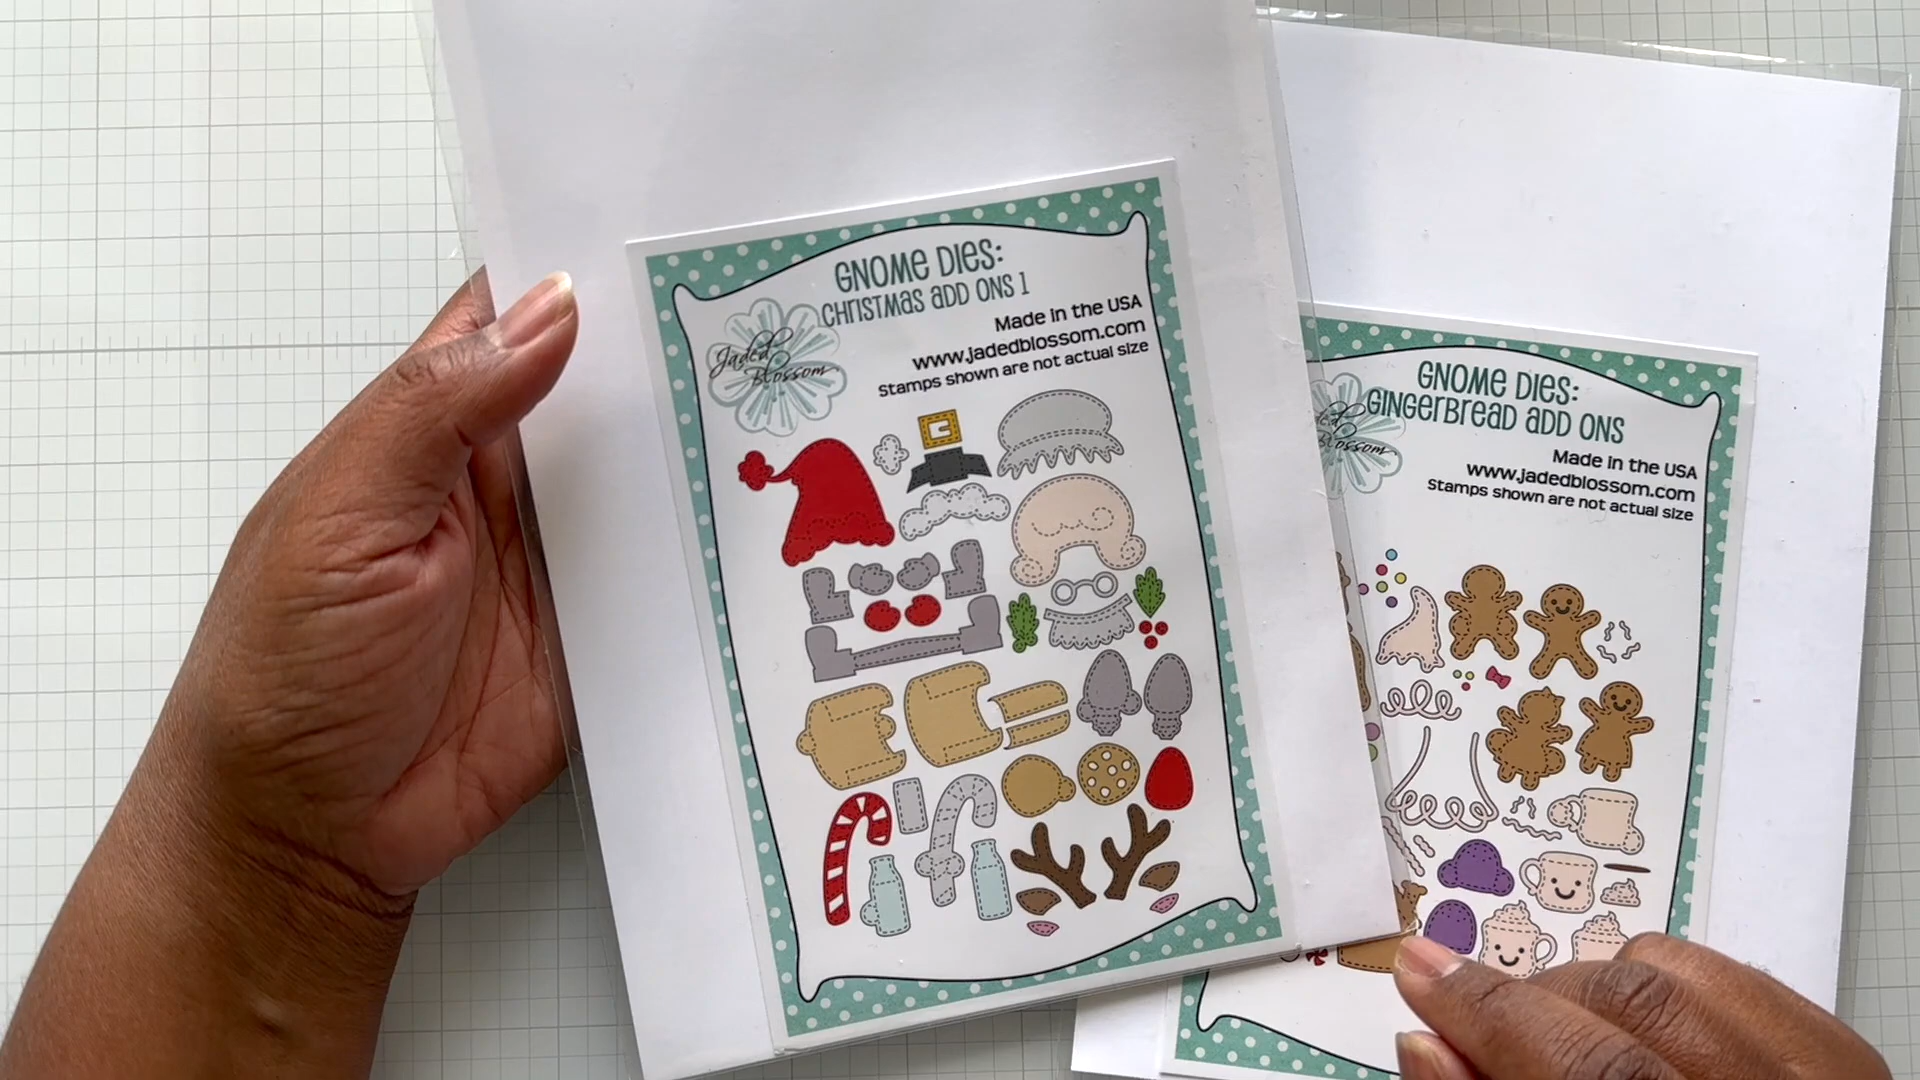 GNOME DIES:
CHRISTMAS ADD ONS 1
Jaded
Blossom
Made in the USA
www.jadedblossom.com
Stamps shown are not actual size
GNOME DIES:
GINGERBREAD ADD ONS
Blossom
Made in the USA
www.jadedblossom.com
Stamps shown are not actual size